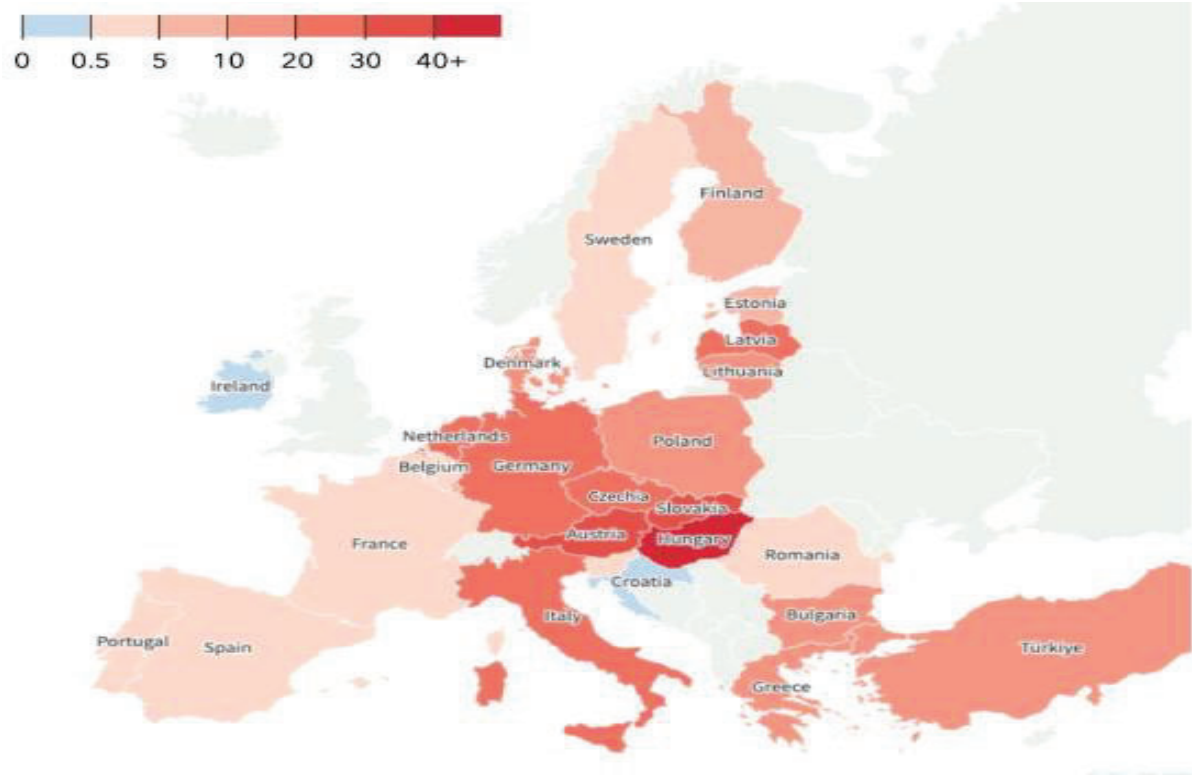 0 0.5 5 10 20 30 40+
Finland
Sweden
Estonia
Latvia
Denmark
Lithuania
Ireland
Netherlands
Poland
Belgium
Germany
Czechia
Slovakia
Austria
Hungary
France
Romania
Croatia
Italy
Bulgaria
Portugal
Spain
Türkiye
Greece